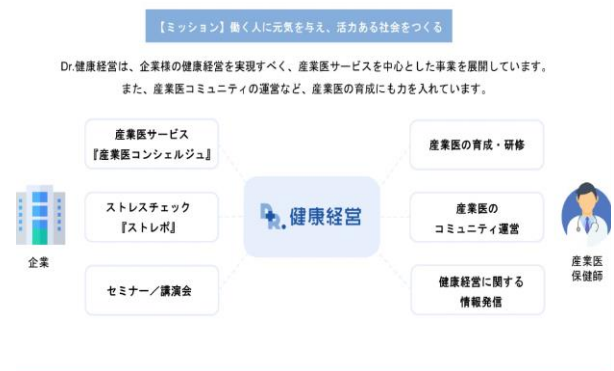 【ミッション】働く人に元気を与え、活力ある社会をつくる
Dr.健康経営は、企業様の健康経営を実現すべく、産業医サービスを中心とした事業を展開しています。
また、産業医コミュニティの運営など、産業医の育成にも力を入れています。
産業医サービス
『産業医コンシェルジュ』
ストレスチェック
『ストレポ』
セミナー／講演会
企業
DR.健康経営
産業医の育成・研修
産業医の
コミュニティ運営
健康経営に関する
情報発信
産業医
保健師